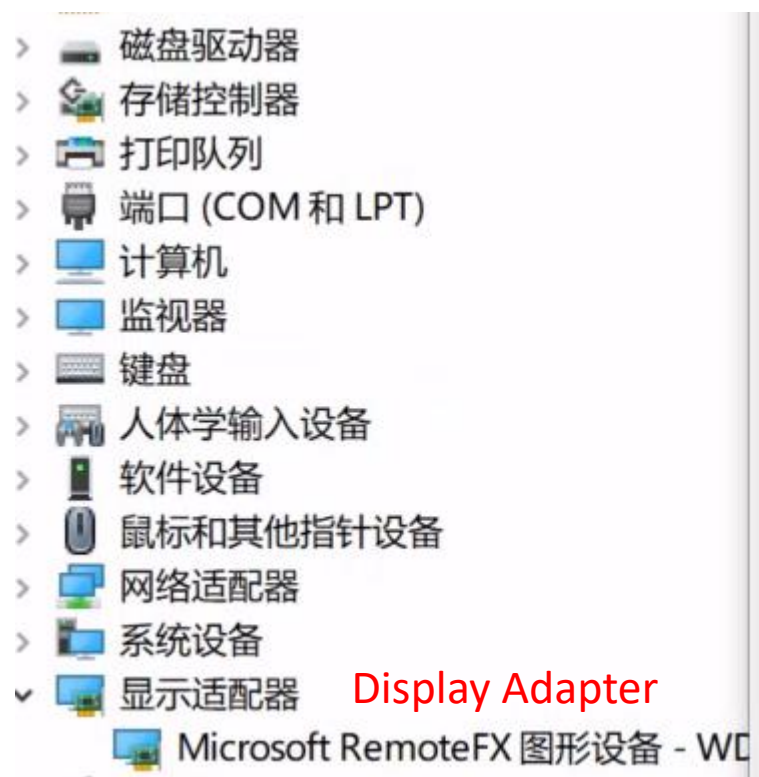 磁盘驱动器
存储控制器
打印队列
端口 (COM 和 LPT)
计算机
监视器
键盘
人体学输入设备
软件设备
鼠标和其他指针设备
网络适配器
系统设备
显示适配器 Display Adapter
Microsoft RemoteFX 图形设备 - WD